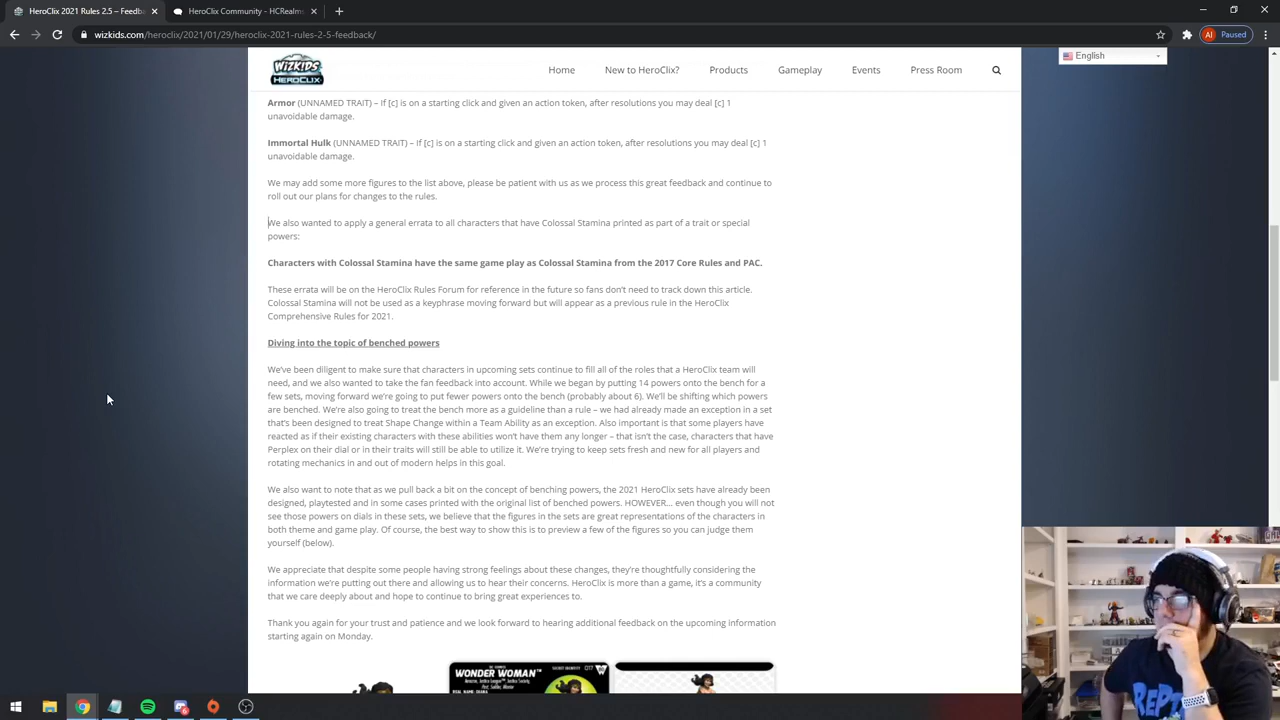 HeroClix 2021 Rules – 2.5 Feedba
HeroClix Community
wizkids.com/heroclix/2021/01/29/heroclix-2021-rules-2-5-feedback/
AI Paused
WIZKIDS
HEROCLIX
Home New to HeroClix? Products Gameplay Events Press Room
English
Armor (UNNAMED TRAIT) – If [c] is on a starting click and given an action token, after resolutions you may deal [c] 1
unavoidable damage.
Immortal Hulk (UNNAMED TRAIT) – If [c] is on a starting click and given an action token, after resolutions you may deal [c] 1
unavoidable damage.
We may add some more figures to the list above, please be patient with us as we process this great feedback and continue to
roll out our plans for changes to the rules.
We also wanted to apply a general errata to all characters that have Colossal Stamina printed as part of a trait or special
powers:
Characters with Colossal Stamina have the same game play as Colossal Stamina from the 2017 Core Rules and PAC.
These errata will be on the HeroClix Rules Forum for reference in the future so fans don't need to track down this article.
Colossal Stamina will not be used as a keyphrase moving forward but will appear as a previous rule in the HeroClix
Comprehensive Rules for 2021.
Diving into the topic of benched powers
We've been diligent to make sure that characters in upcoming sets continue to fill all of the roles that a HeroClix team will
need, and we also wanted to take the fan feedback into account. While we began by putting 14 powers onto the bench for a
few sets, moving forward we're going to put fewer powers onto the bench (probably about 6). We'll be shifting which powers
are benched. We're also going to treat the bench more as a guideline than a rule – we had already made an exception in a set
that's been designed to treat Shape Change within a Team Ability as an exception. Also important is that some players have
reacted as if their existing characters with these abilities won't have them any longer – that isn't the case, characters that have
Perplex on their dial or in their traits will still be able to utilize it. We're trying to keep sets fresh and new for all players and
rotating mechanics in and out of modern helps in this goal.
We also want to note that as we pull back a bit on the concept of benching powers, the 2021 HeroClix sets have already been
designed, playtested and in some cases printed with the original list of benched powers. HOWEVER… even though you will not
see those powers on dials in these sets, we believe that the figures in the sets are great representations of the characters in
both theme and game play. Of course, the best way to show this is to preview a few of the figures so you can judge them
yourself (below).
We appreciate that despite some people having strong feelings about these changes, they're thoughtfully considering the
information we're putting out there and allowing us to hear their concerns. HeroClix is more than a game, it's a community
that we care deeply about and hope to continue to bring great experiences to.
Thank you again for your trust and patience and we look forward to hearing additional feedback on the upcoming information
starting again on Monday.
WONDER WOMAN™
017
REPT